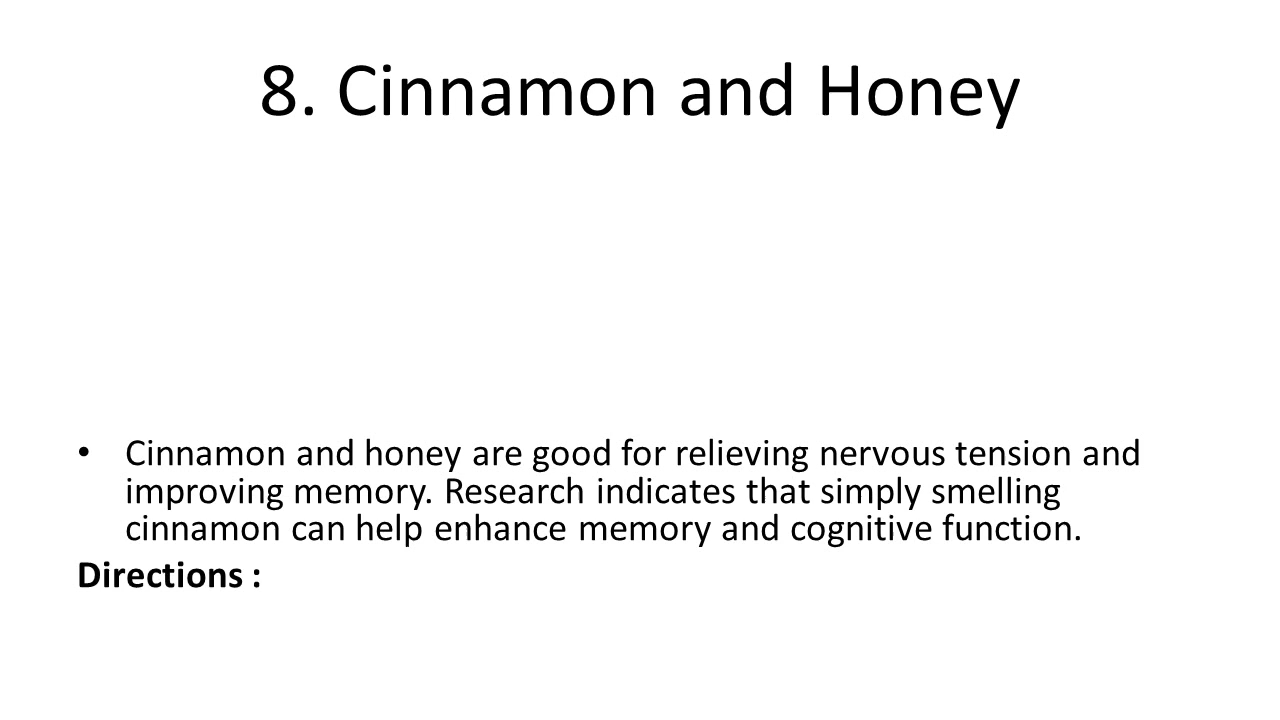 8. Cinnamon and Honey
• Cinnamon and honey are good for relieving nervous tension and
improving memory. Research indicates that simply smelling
cinnamon can help enhance memory and cognitive function.
Directions :